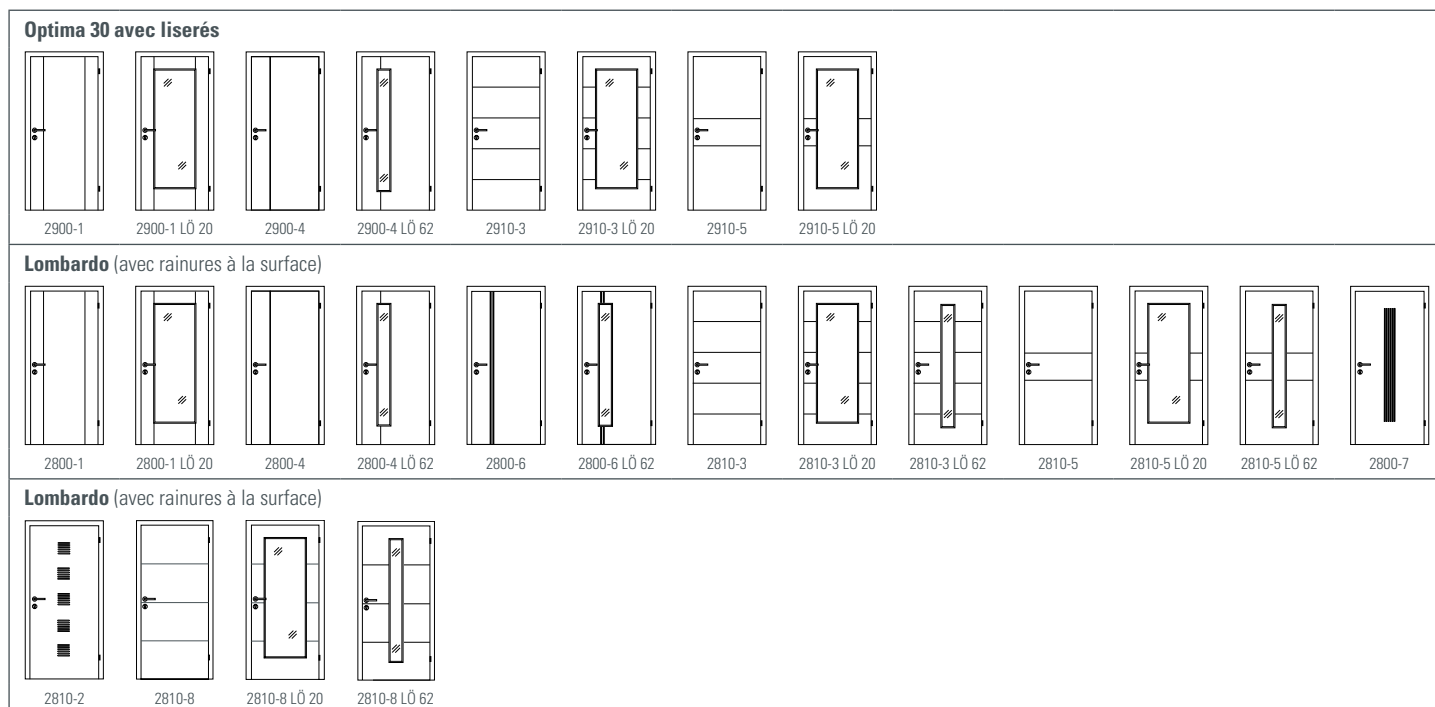 Optima 30 avec liserés
2900-1 2900-1 LÖ 20 2900-4 2900-4 LÖ 62 2910-3 2910-3 LÖ 20 2910-5 2910-5 LÖ 20
Lombardo (avec rainures à la surface)
2800-1 2800-1 LÖ 20 2800-4 2800-4 LÖ 62 2800-6 2800-6 LÖ 62 2810-3 2810-3 LÖ 20 2810-3 LÖ 62 2810-5 2810-5 LÖ 20 2810-5 LÖ 62 2800-7
Lombardo (avec rainures à la surface)
2810-2 2810-8 2810-8 LÖ 20 2810-8 LÖ 62